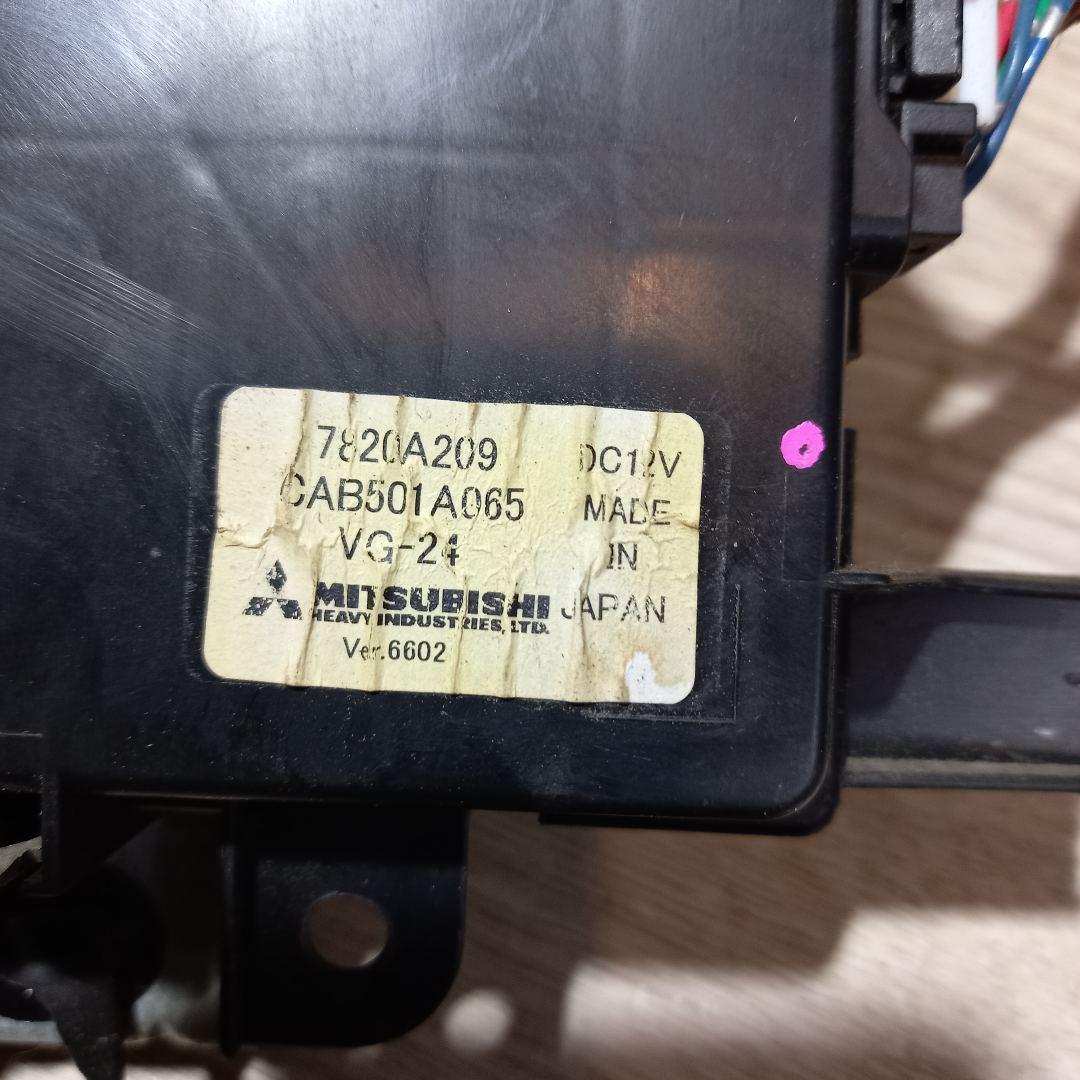 7820A209
CAB501A065
VG-24
MITSUBISHI
HEAVY INDUSTRIES, LTD.
Ver.6602
DC12V
MADE
IN
JAPAN